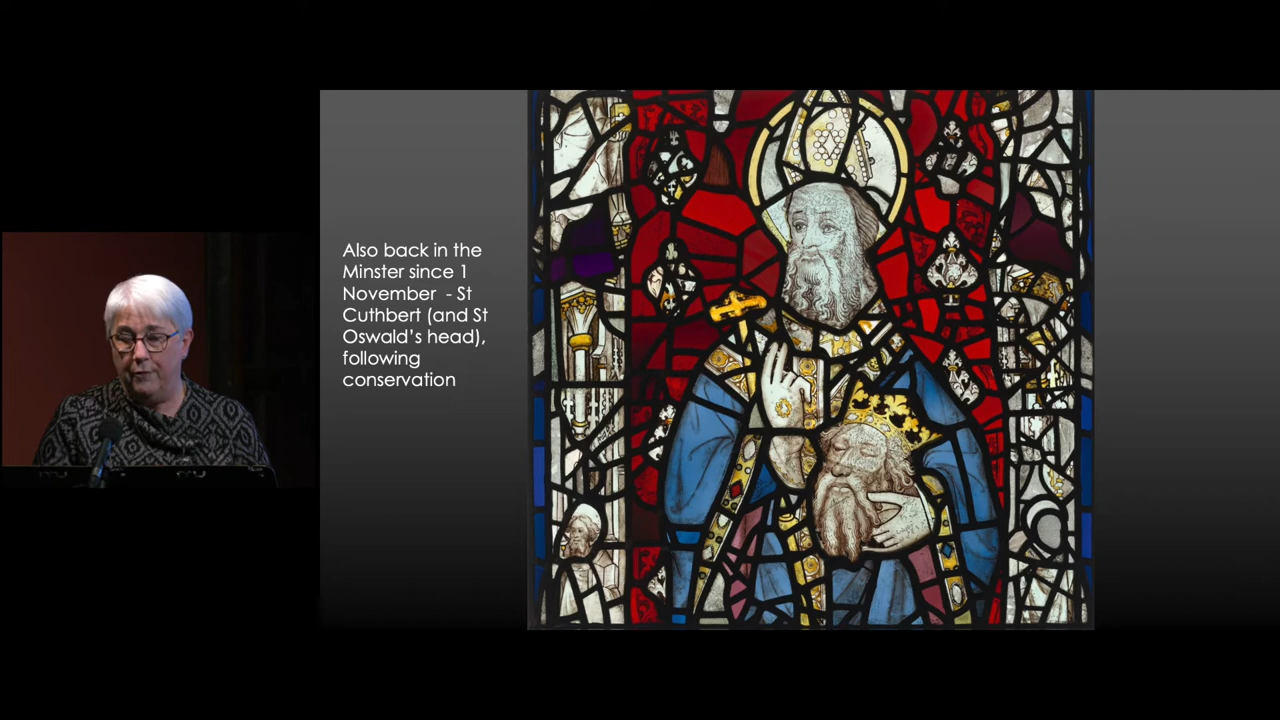 Also back in the
Minster since 1
November  - St
Cuthbert (and St
Oswald's head),
following
conservation